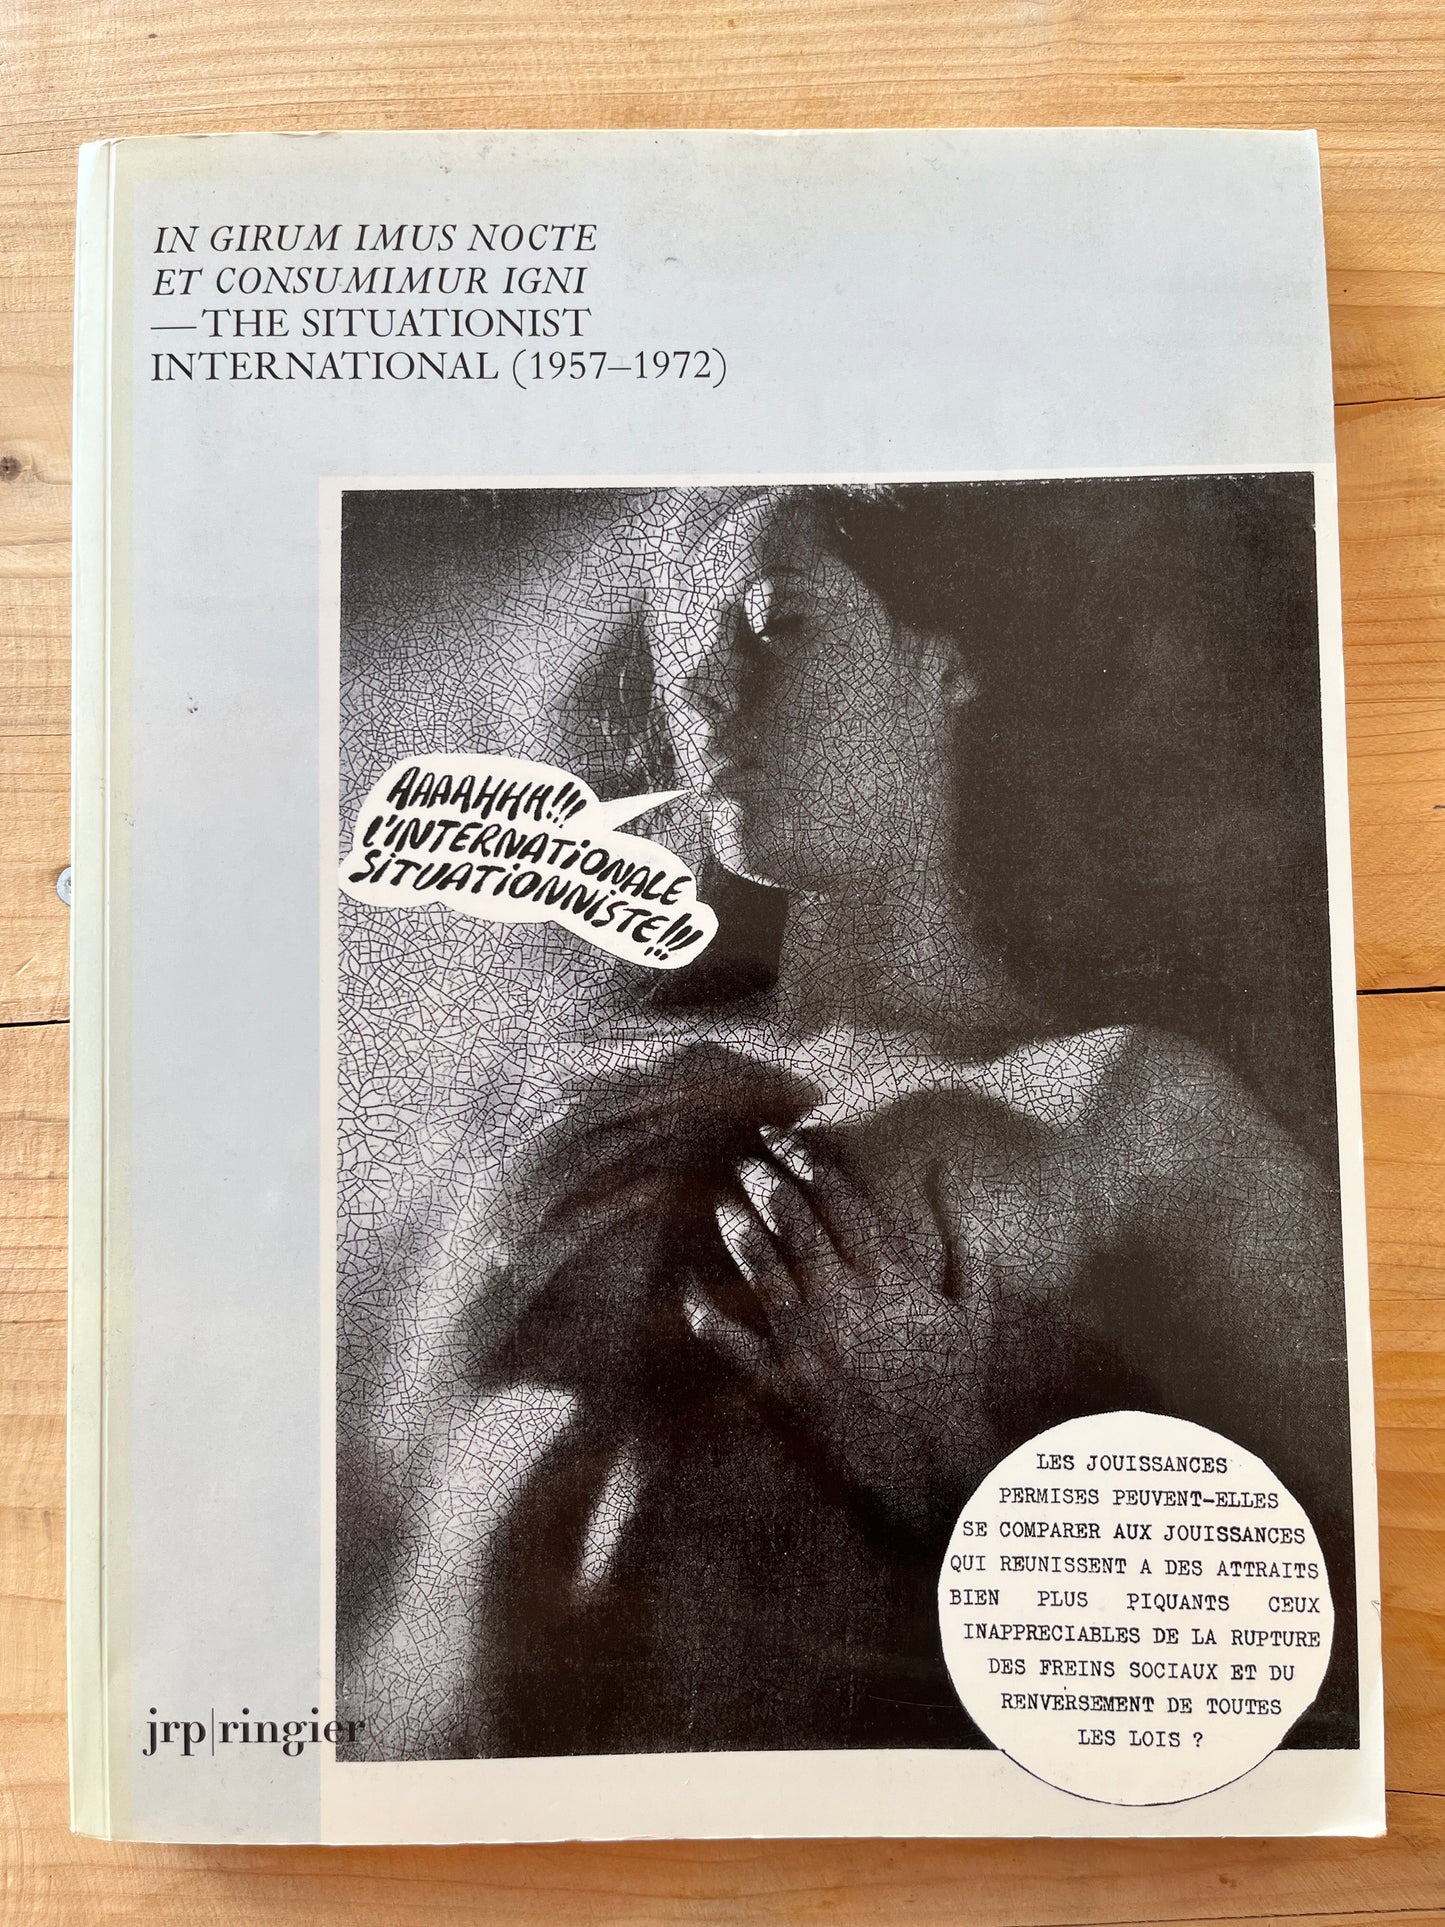 IN GIRUM IMUS NOCTE
ET CONSUMIMUR IGNI
—THE SITUATIONIST
INTERNATIONAL (1957–1972)
AAAAHHH!!!
L'INTERNATIONALE
SITUATIONNISTE!!!
LES JOUISSANCES
PERMISES PEUVENT-ELLES
SE COMPARER AUX JOUISSANCES
QUI REUNISSENT A DES ATTRAITS
BIEN PLUS PIQUANTS CEUX
INAPPRECIABLES DE LA RUPTURE
DES FREINS SOCIAUX ET DU
RENVERSEMENT DE TOUTES
LES LOIS ?
jrp|ringier